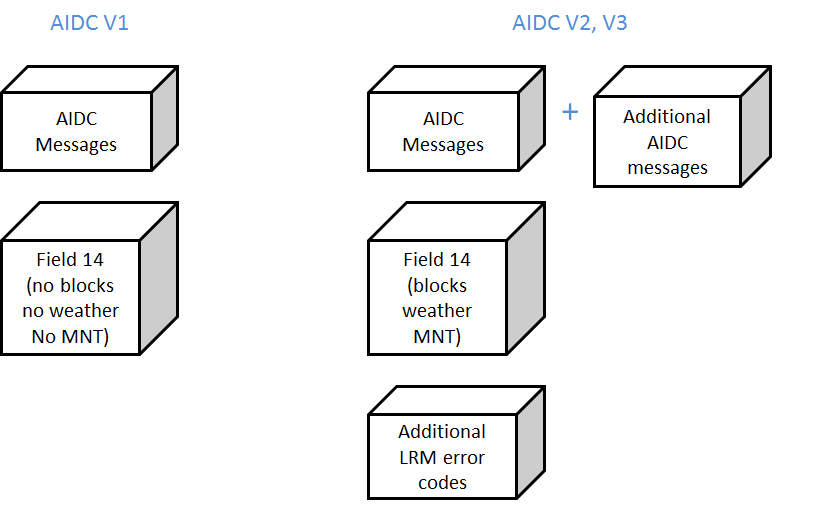 AIDC V1
AIDC
Messages
Field 14
(no blocks
no weather
No MNT)
AIDC V2, V3
AIDC
Messages
+
Additional
AIDC
messages
Field 14
(blocks
weather
MNT)
Additional
LRM error
codes